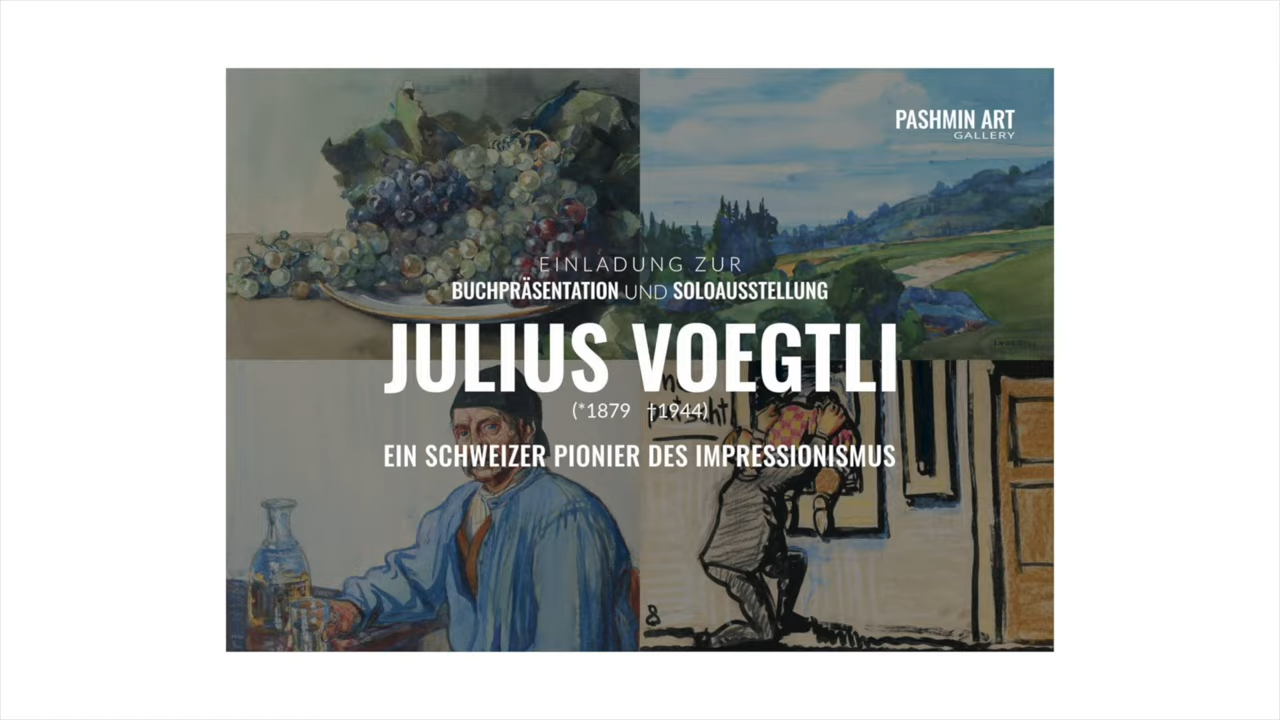 PASHMIN ART
GALLERY
EINLADUNG ZUR
BUCHPRÄSENTATION UND SOLOAUSSTELLUNG
JULIUS VOEGTLI
(*1879 †1944)
EIN SCHWEIZER PIONIER DES IMPRESSIONISMUS